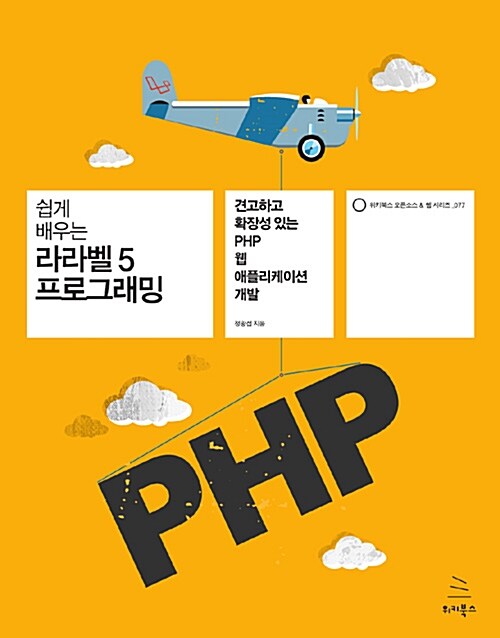 쉽게
배우는
라라벨 5
프로그래밍
견고하고
확장성 있는
PHP
웹
애플리케이션
개발
정광섭 지음
위키북스 오픈소스 & 웹 시리즈 _077
PHP
위키북스